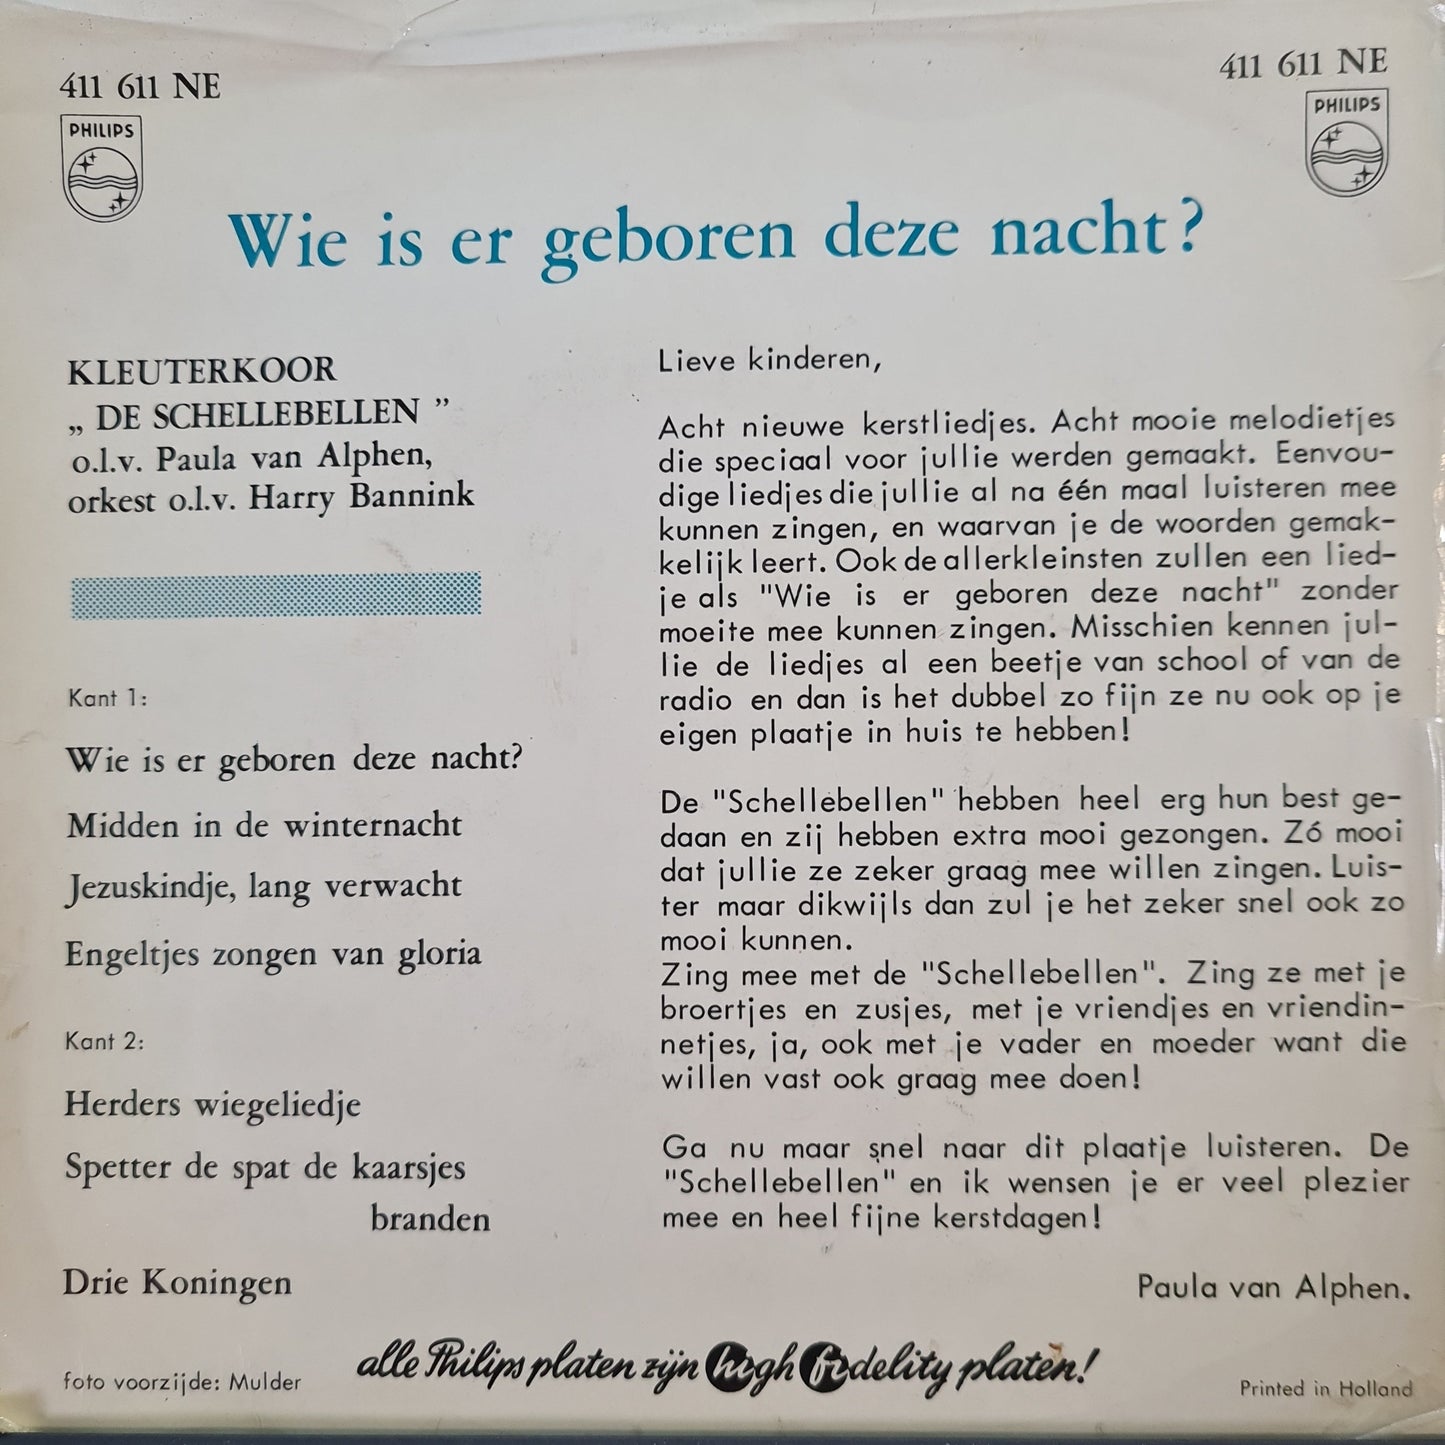 411 611 NE
411 611 NE
PHILIPS
PHILIPS
Wie is er geboren deze nacht?
KLEUTERKOOR
„ DE SCHELLEBELLEN ”
o.l.v. Paula van Alphen,
orkest o.l.v. Harry Bannink
Kant 1:
Wie is er geboren deze nacht?
Midden in de winternacht
Jezuskindje, lang verwacht
Engeltjes zongen van gloria
Kant 2:
Herders wiegeliedje
Spetter de spat de kaarsjes
branden
Drie Koningen
Lieve kinderen,
Acht nieuwe kerstliedjes. Acht mooie melodietjes
die speciaal voor jullie werden gemaakt. Eenvou-
dige liedjes die jullie al na één maal luisteren mee
kunnen zingen, en waarvan je de woorden gemak-
kelijk leert. Ook de allerkleinsten zullen een lied-
je als "Wie is er geboren deze nacht" zonder
moeite mee kunnen zingen. Misschien kennen jul-
lie de liedjes al een beetje van school of van de
radio en dan is het dubbel zo fijn ze nu ook op je
eigen plaatje in huis te hebben!
De "Schellebellen" hebben heel erg hun best ge-
daan en zij hebben extra mooi gezongen. Zó mooi
dat jullie ze zeker graag mee willen zingen. Luis-
ter maar dikwijls dan zul je het zeker snel ook zo
mooi kunnen.
Zing mee met de "Schellebellen". Zing ze met je
broertjes en zusjes, met je vriendjes en vriendin-
netjes, ja, ook met je vader en moeder want die
willen vast ook graag mee doen!
Ga nu maar snel naar dit plaatje luisteren. De
"Schellebellen" en ik wensen je er veel plezier
mee en heel fijne kerstdagen!
Paula van Alphen.
foto voorzijde: Mulder
alle Philips platen zijn high fidelity platen!
Printed in Holland